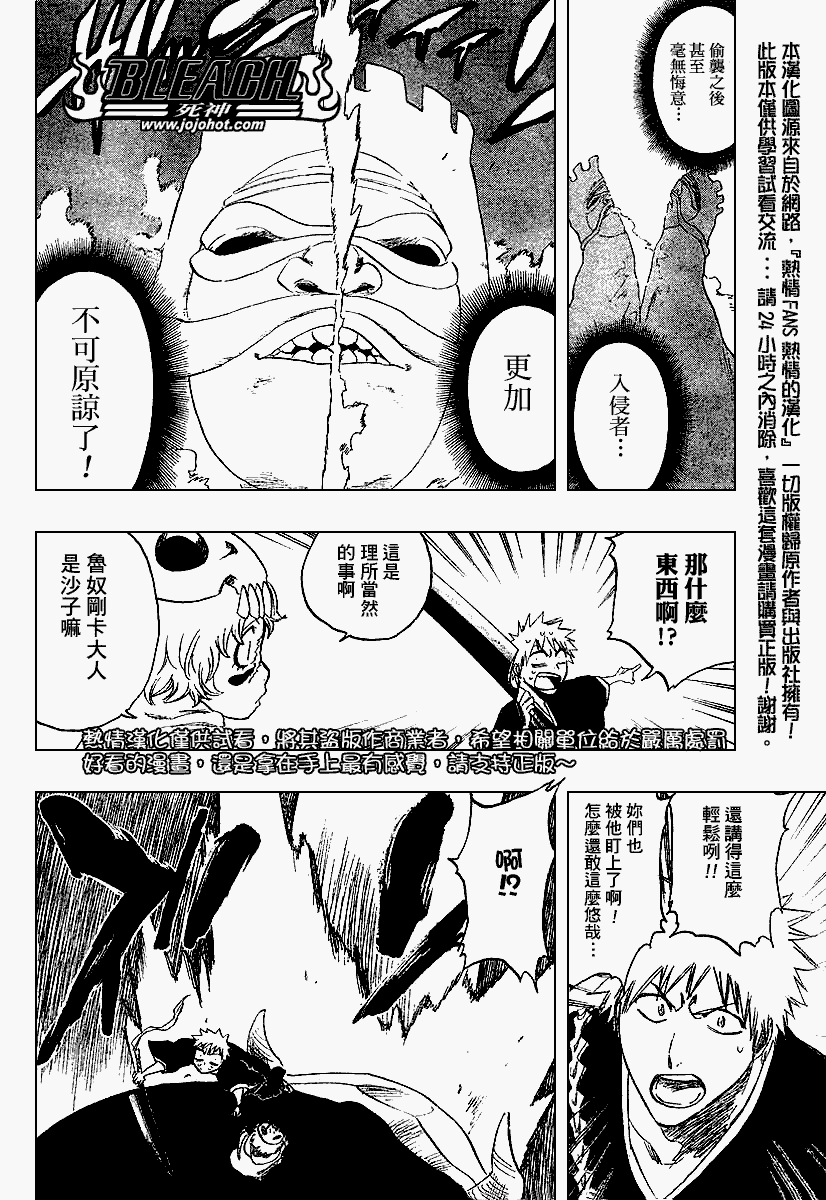 本漢化圖源來自於網路，『熱情FANS熱情的漢化』一切版權歸原作者與出版社擁有！
此版本僅供學習試看交流… 請24小時之內消除，喜歡這套漫畫請購買正版！謝謝。
偷襲之後
甚至
毫無悔意…
入侵者…
BLEACH
死神
www.jojohot.com
更加
不可原諒了！
那什麼
東西啊!?
這是
理所當然
的事啊
魯奴剛卡大人
是沙子嘛
熱情漢化僅供試看，將其盜版作商業者，希望相關單位給於嚴厲處罰
好看的漫畫，還是拿在手上最有感覺，請支持正版～
還講得這麼
輕鬆咧!!
妳們也
被他盯上了啊！
怎麼還敢這麼悠哉…